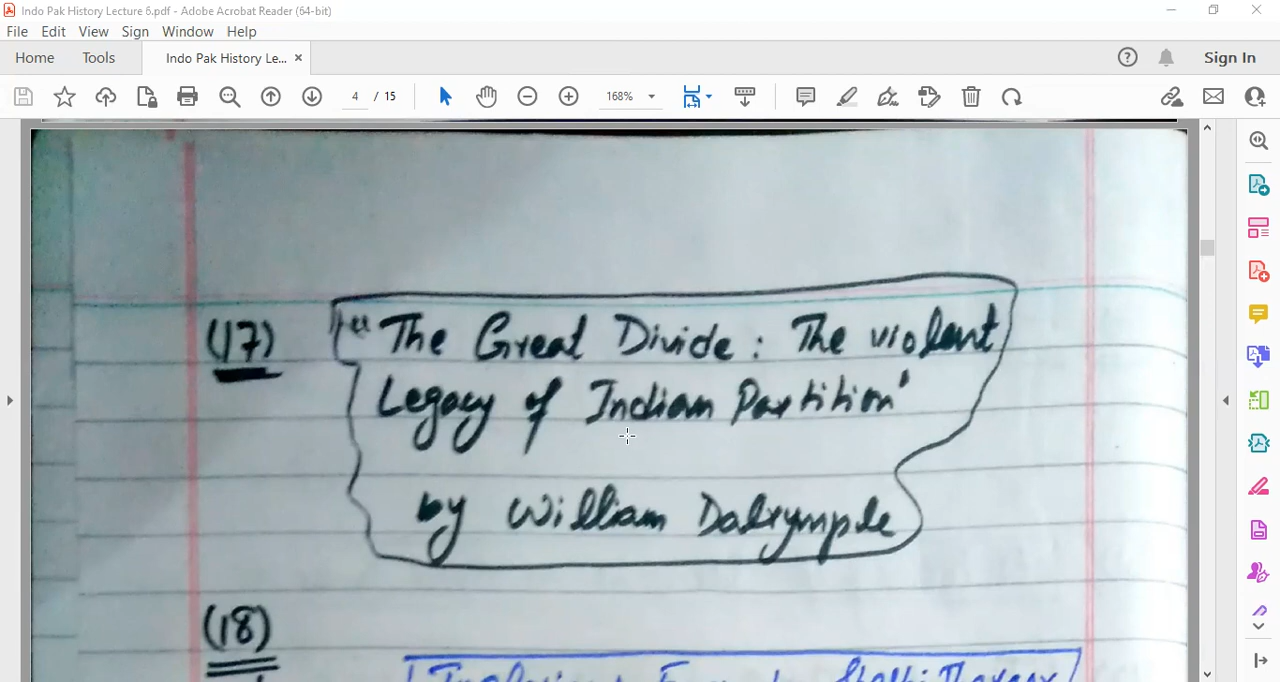 Indo Pak History Lecture 6.pdf - Adobe Acrobat Reader (64-bit)
File Edit View Sign Window Help
Home Tools Indo Pak History Le... × Sign In
4 / 15 168%
(17) "The Great Divide : The violent
Legacy of Indian Partition'
by William Dalrymple
(18)